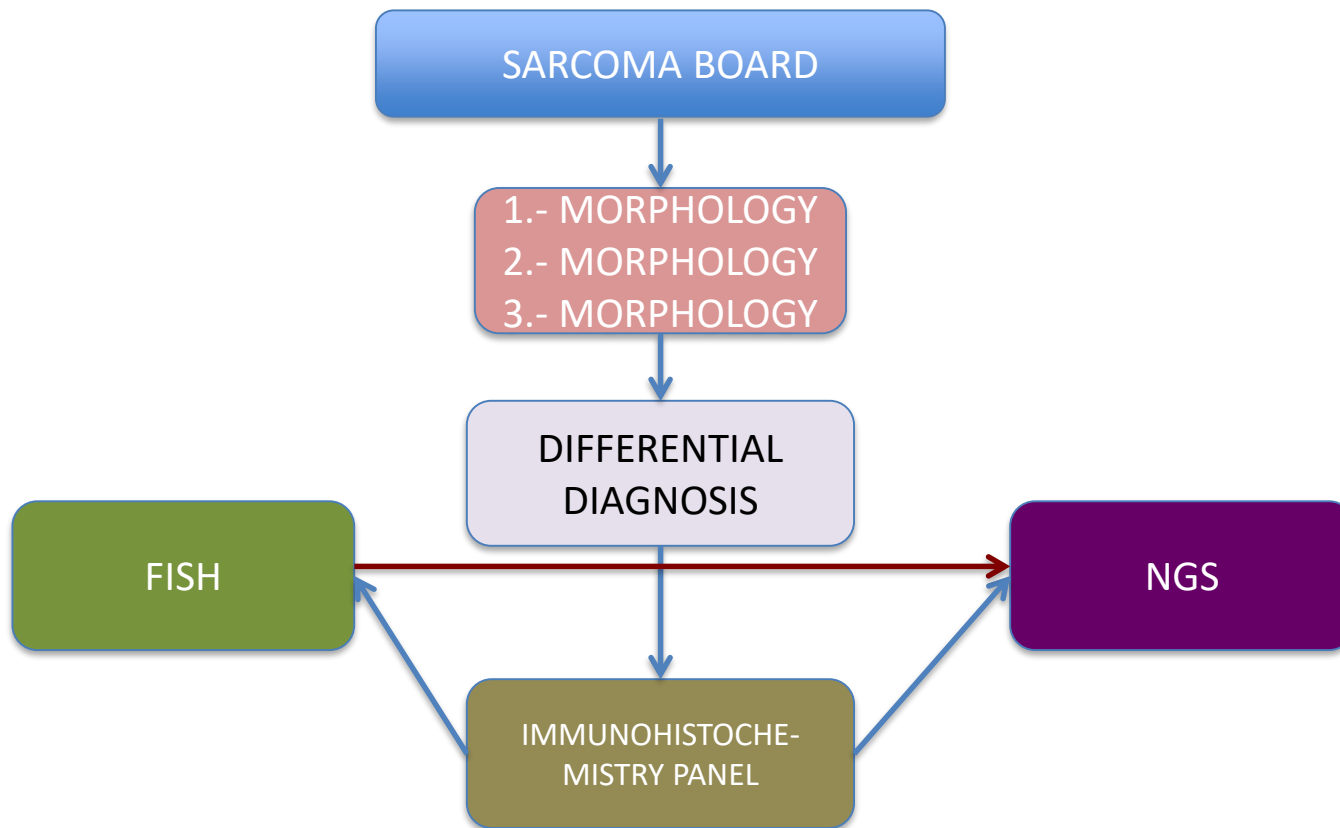 SARCOMA BOARD
1.- MORPHOLOGY
2.- MORPHOLOGY
3.- MORPHOLOGY
DIFFERENTIAL
DIAGNOSIS
FISH
NGS
IMMUNOHISTOCHE-
MISTRY PANEL